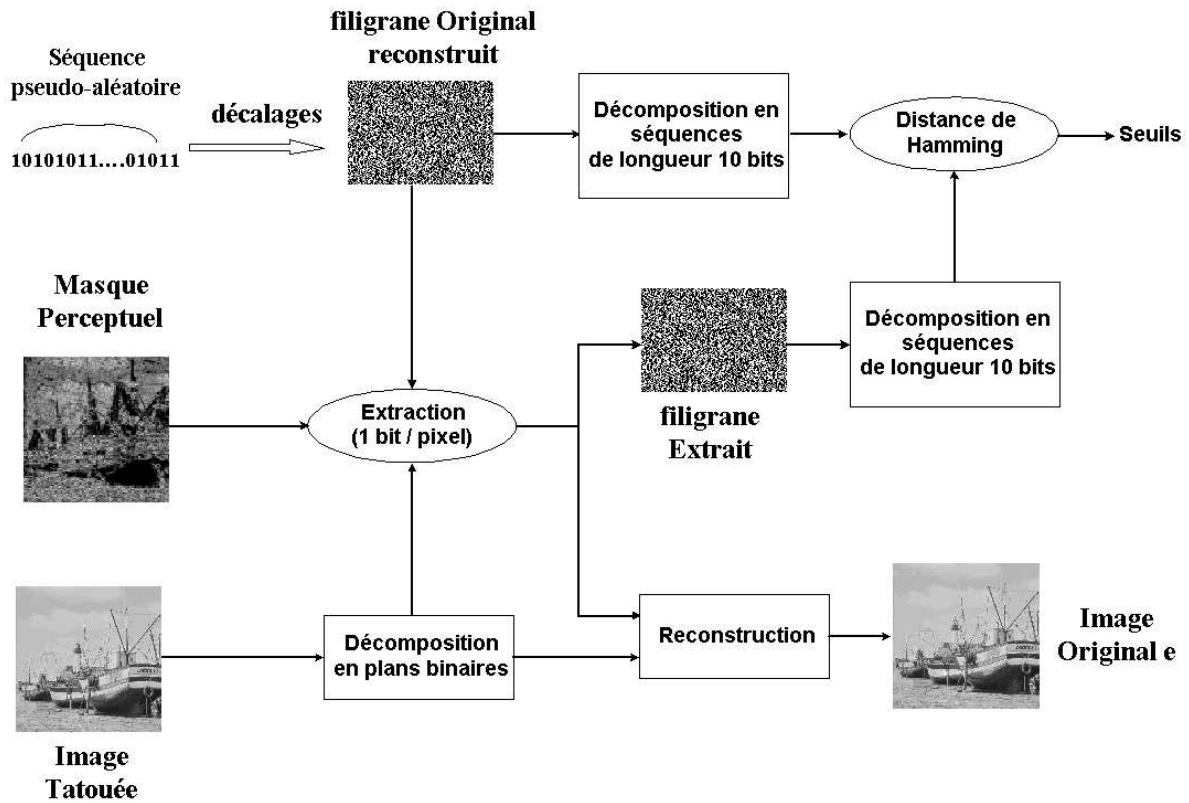 filigrane Original
reconstruit
Séquence
pseudo-aléatoire
10101011....01011
décalages
Décomposition en
séquences
de longueur 10 bits
Distance de
Hamming
Seuils
Masque
Perceptuel
Extraction
(1 bit / pixel)
filigrane
Extrait
Décomposition en
séquences
de longueur 10 bits
Image
Tatouée
Décomposition
en plans binaires
Reconstruction
Image
Original e